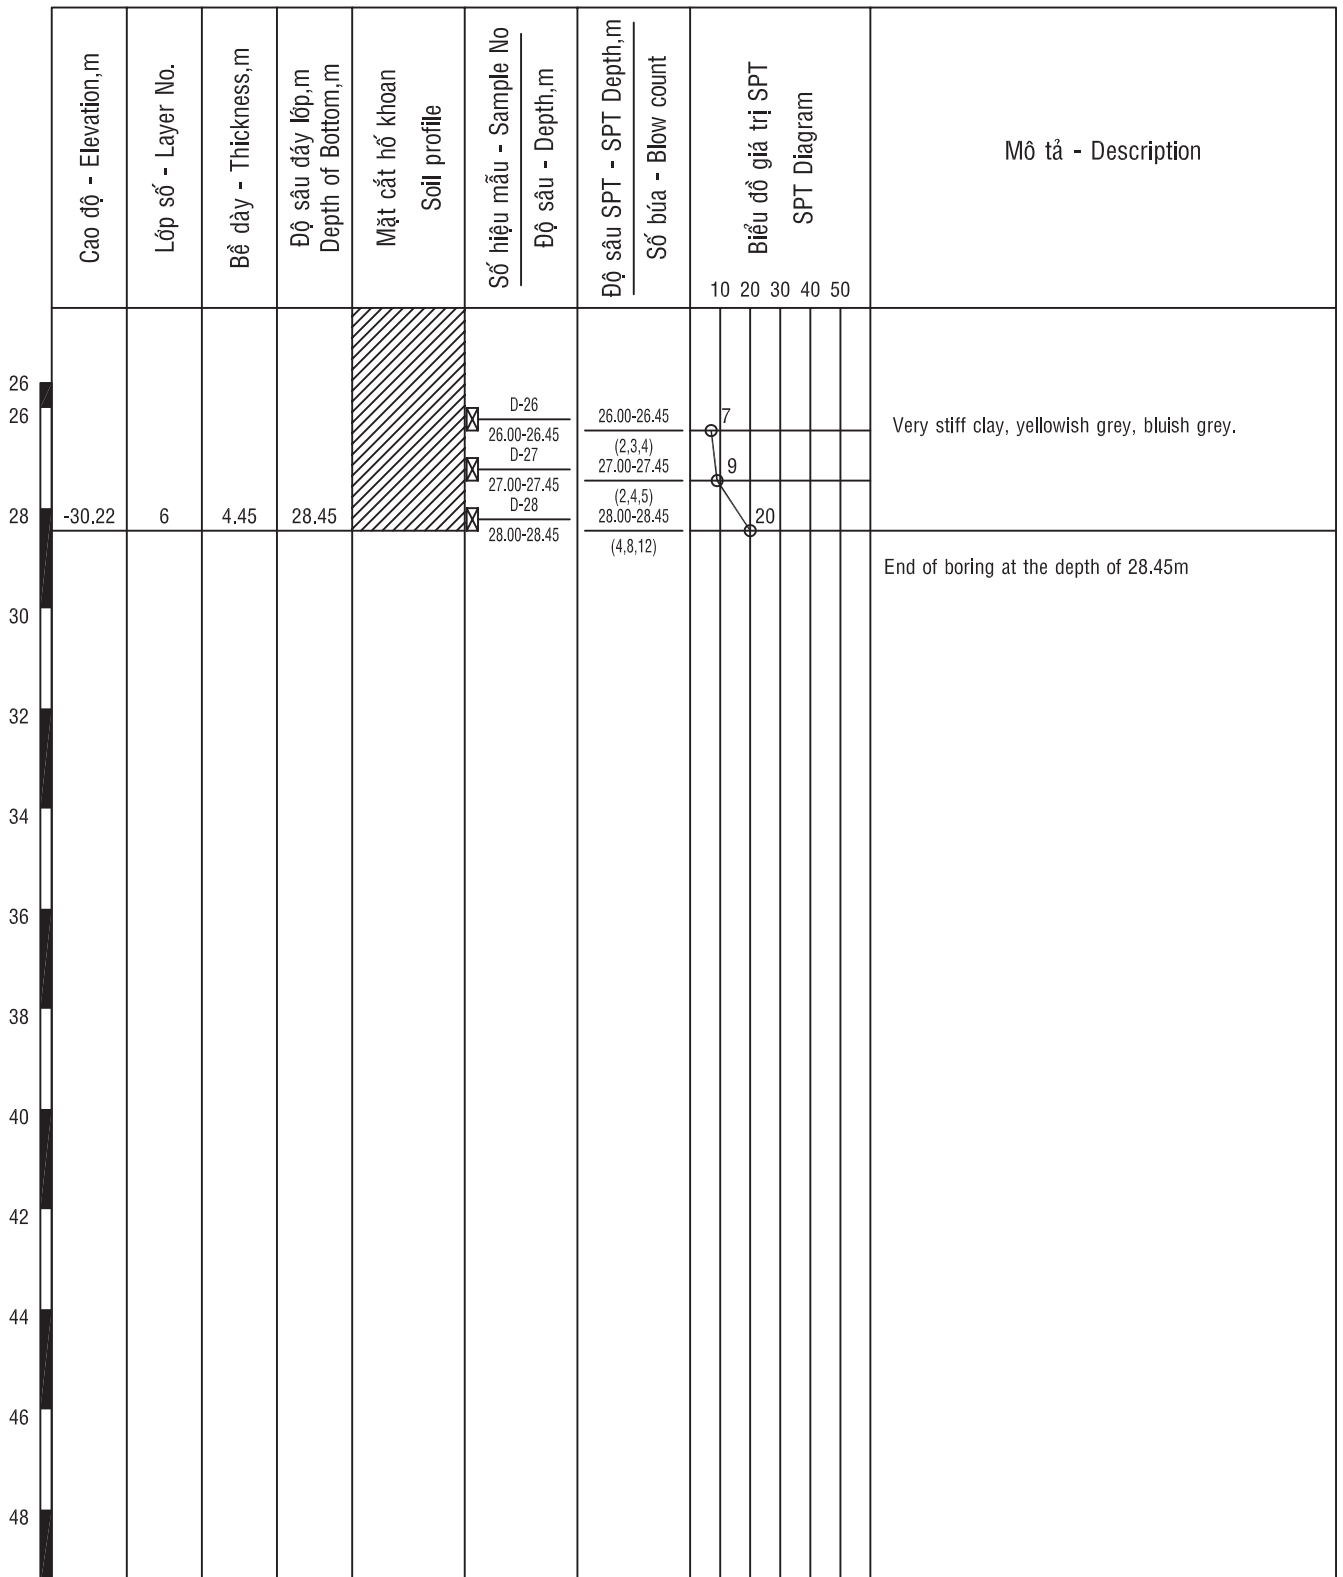 Cao độ - Elevation,m
Lớp số - Layer No.
Bề dày - Thickness,m
Độ sâu đáy lớp,m
Depth of Bottom,m
Mặt cắt hố khoan
Soil profile
Số hiệu mẫu - Sample No
Độ sâu - Depth,m
Độ sâu SPT - SPT Depth,m
Số búa - Blow count
Biểu đồ giá trị SPT
SPT Diagram
10 20 30 40 50
Mô tả - Description
26
26
D-26
26.00-26.45
26.00-26.45
(2,3,4)
7
Very stiff clay, yellowish grey, bluish grey.
D-27
27.00-27.45
27.00-27.45
(2,4,5)
9
28
-30.22 6 4.45 28.45
D-28
28.00-28.45
28.00-28.45
(4,8,12)
20
End of boring at the depth of 28.45m
30
32
34
36
38
40
42
44
46
48